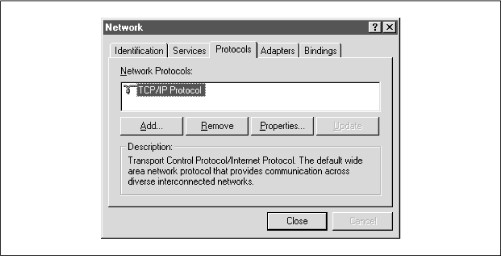 Network
Identification Services Protocols Adapters Bindings
Network Protocols:
TCP/IP Protocol
Add... Remove Properties... Update
Description:
Transport Control Protocol/Internet Protocol. The default wide
area network protocol that provides communication across
diverse interconnected networks.
Close Cancel